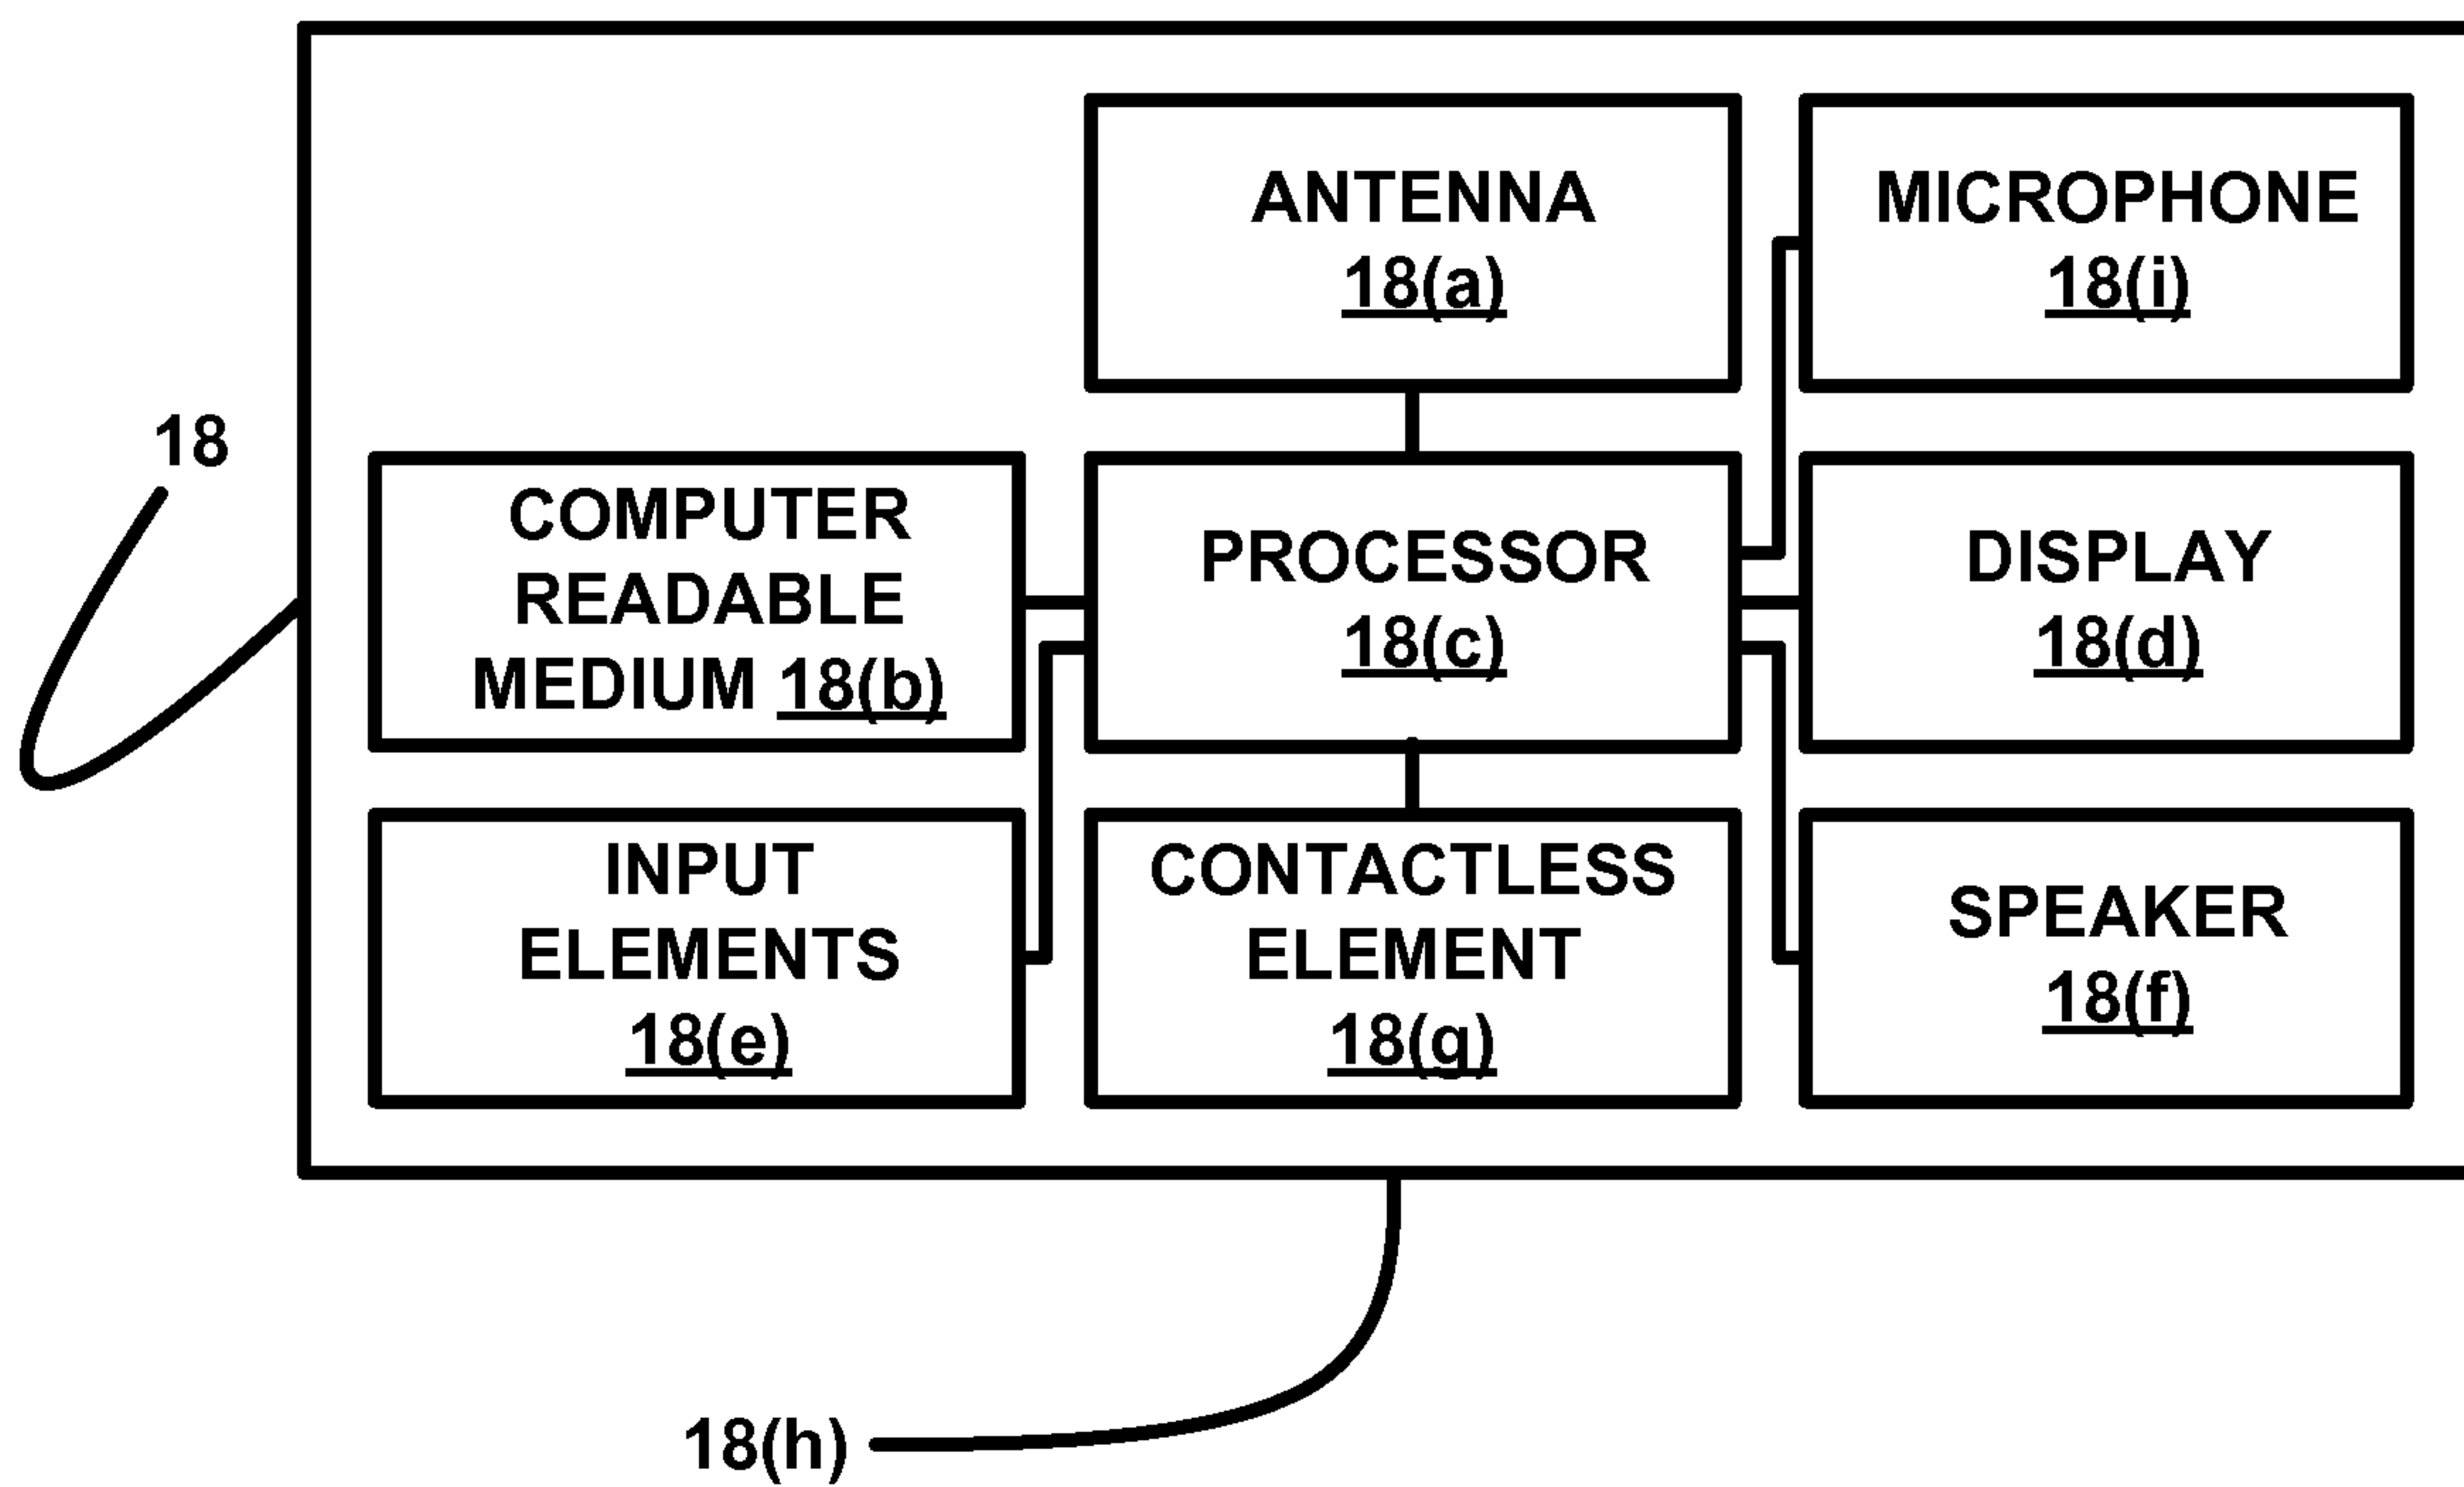 ANTENNA
18(a)
MICROPHONE
18(i)
18
COMPUTER
READABLE
MEDIUM 18(b)
PROCESSOR
18(c)
DISPLAY
18(d)
INPUT
ELEMENTS
18(e)
CONTACTLESS
ELEMENT
18(g)
SPEAKER
18(f)
18(h)